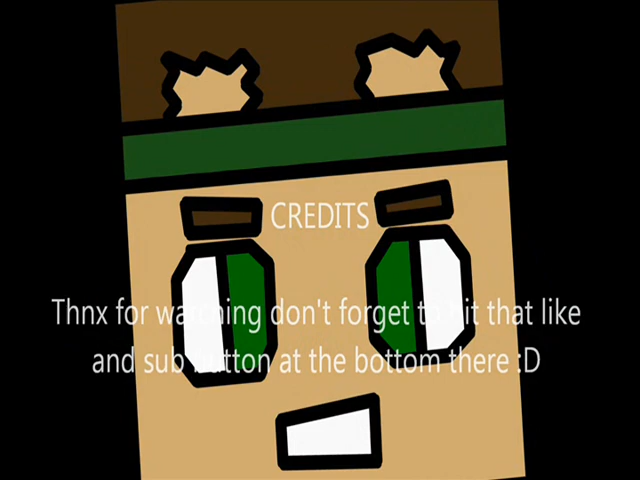 CREDITS
Thnx for watching don't forget to hit that like
and sub button at the bottom there :D